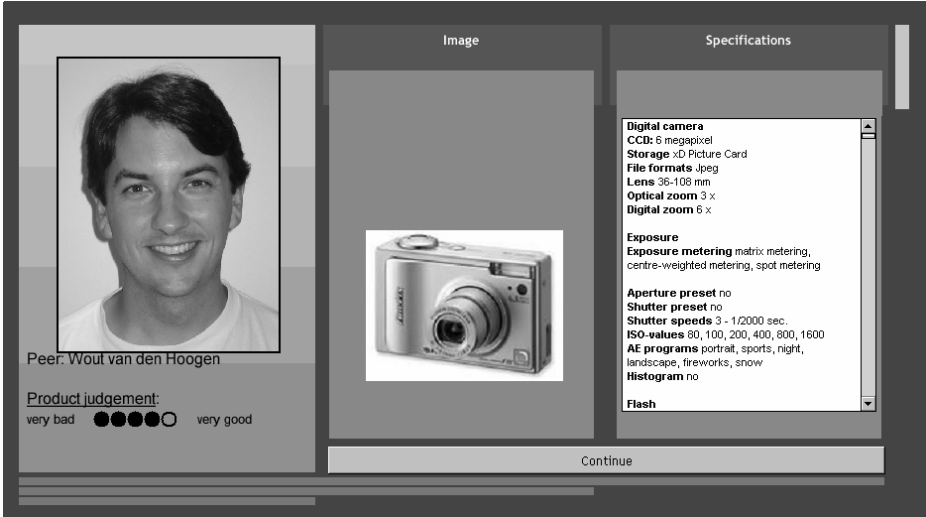 Image
Specifications
Peer: Wout van den Hoogen
Product judgement:
very bad
very good
Digital camera
CCD: 6 megapixel
Storage xD Picture Card
File formats Jpeg
Lens 36-108 mm
Optical zoom 3 x
Digital zoom 6 x
Exposure
Exposure metering matrix metering,
centre-weighted metering, spot metering
Aperture preset no
Shutter preset no
Shutter speeds 3 - 1/2000 sec.
ISO-values 80, 100, 200, 400, 800, 1600
AE programs portrait, sports, night,
landscape, fireworks, snow
Histogram no
Flash
Continue